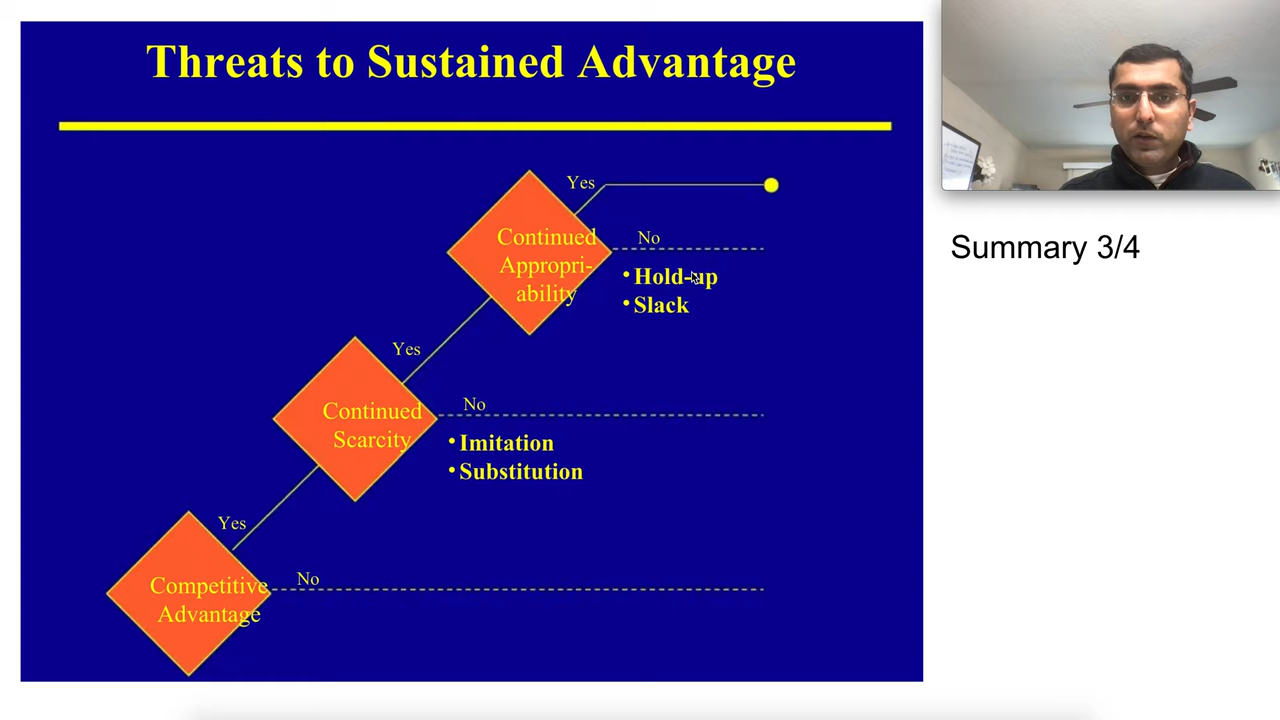 Threats to Sustained Advantage
Yes
No
Continued
Appropri-
ability
• Hold-up
• Slack
Yes
No
Continued
Scarcity
• Imitation
• Substitution
Yes
No
Competitive
Advantage
Summary 3/4